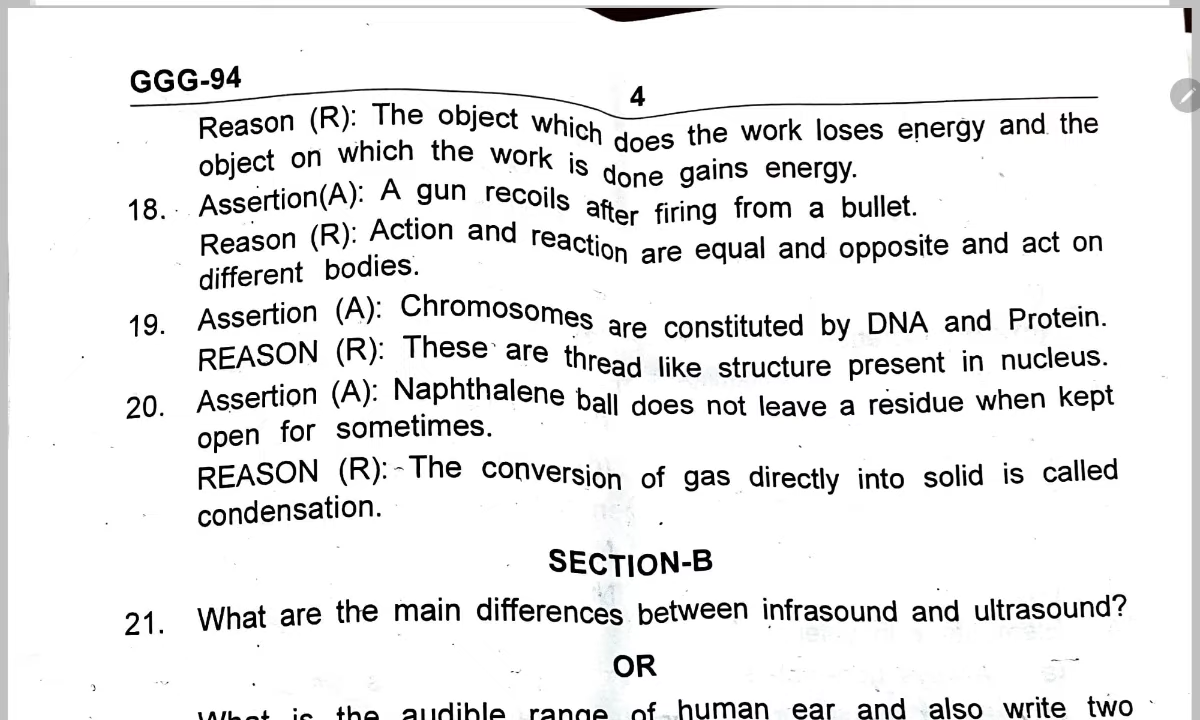 GGG-94
4
Reason (R): The object which does the work loses energy and the
object on which the work is done gains energy.
18. Assertion(A): A gun recoils after firing from a bullet.
Reason (R): Action and reaction are equal and opposite and act on
different bodies.
19. Assertion (A): Chromosomes are constituted by DNA and Protein.
REASON (R): These are thread like structure present in nucleus.
20. Assertion (A): Naphthalene ball does not leave a residue when kept
open for sometimes.
REASON (R): The conversion of gas directly into solid is called
condensation.
SECTION-B
21. What are the main differences between infrasound and ultrasound?
OR
What is the audible range of human ear and also write two